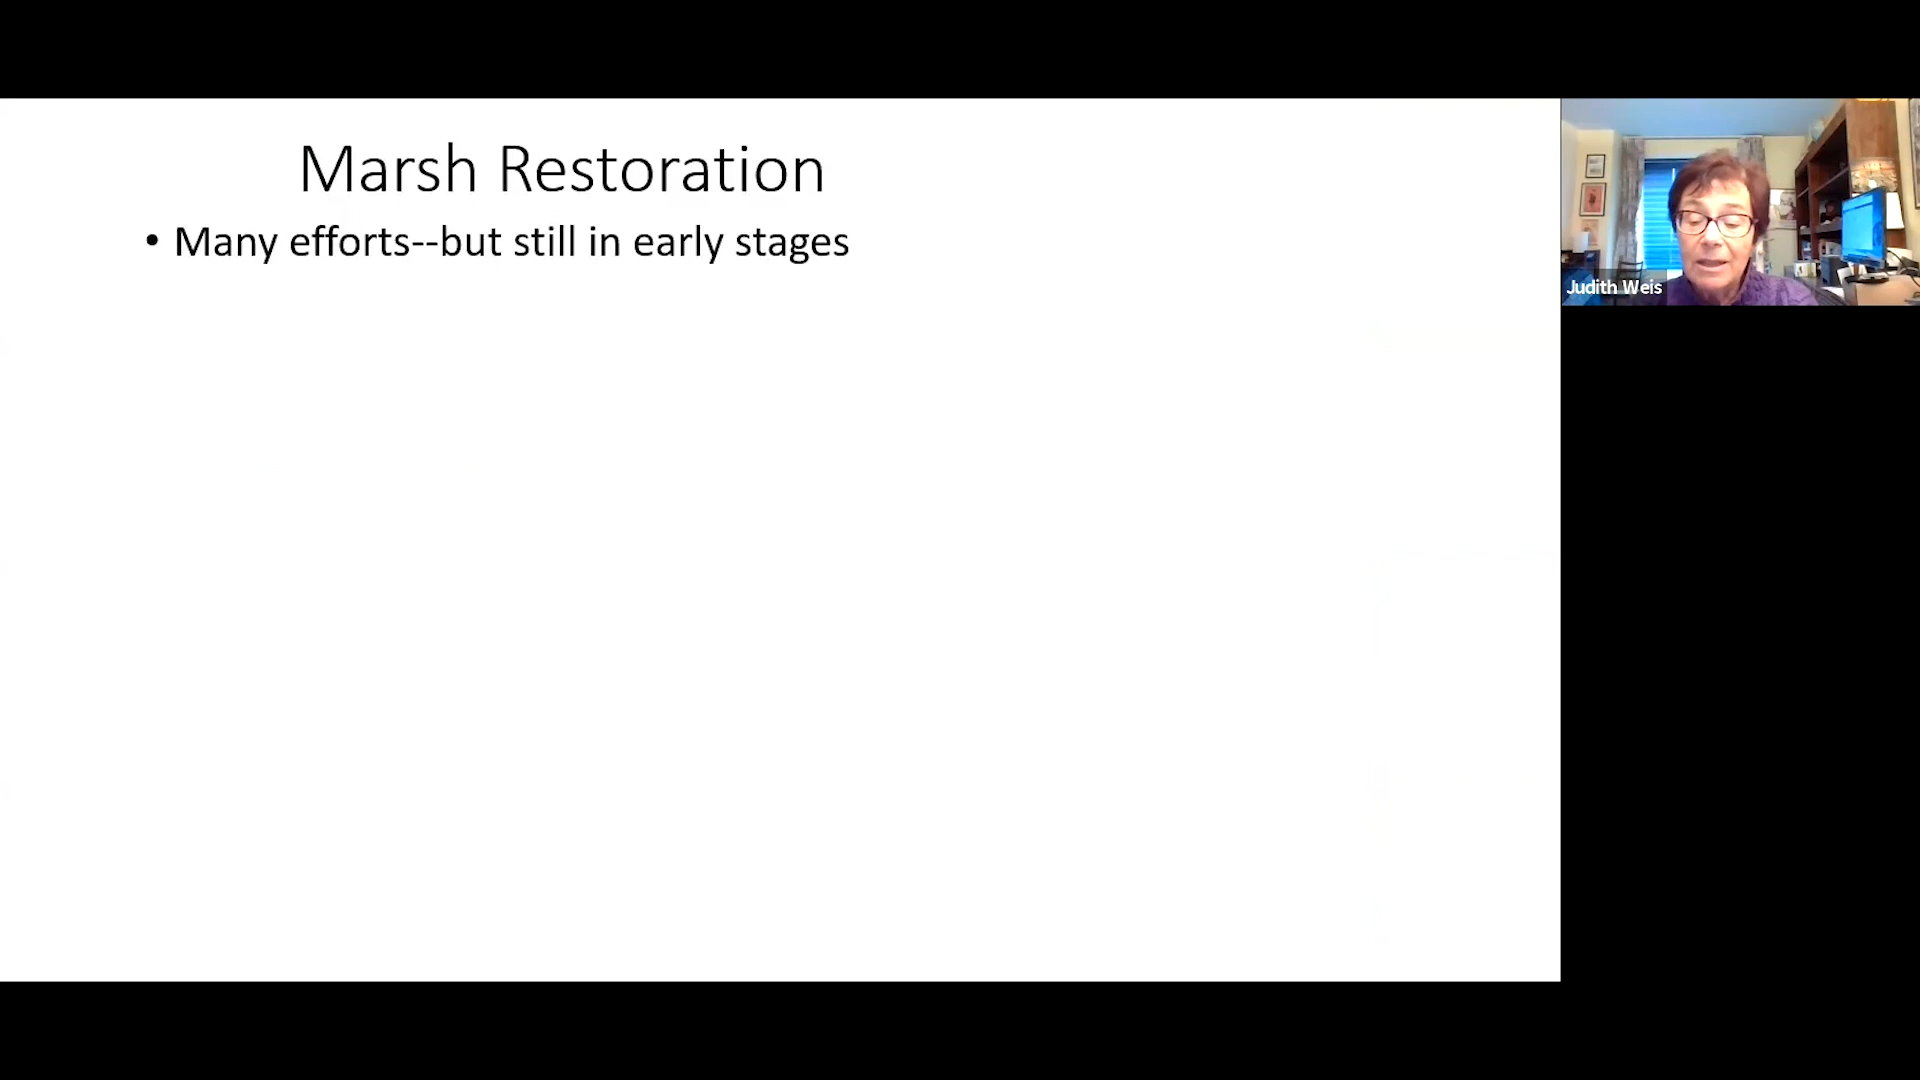 Marsh Restoration
• Many efforts--but still in early stages
Judith Weis